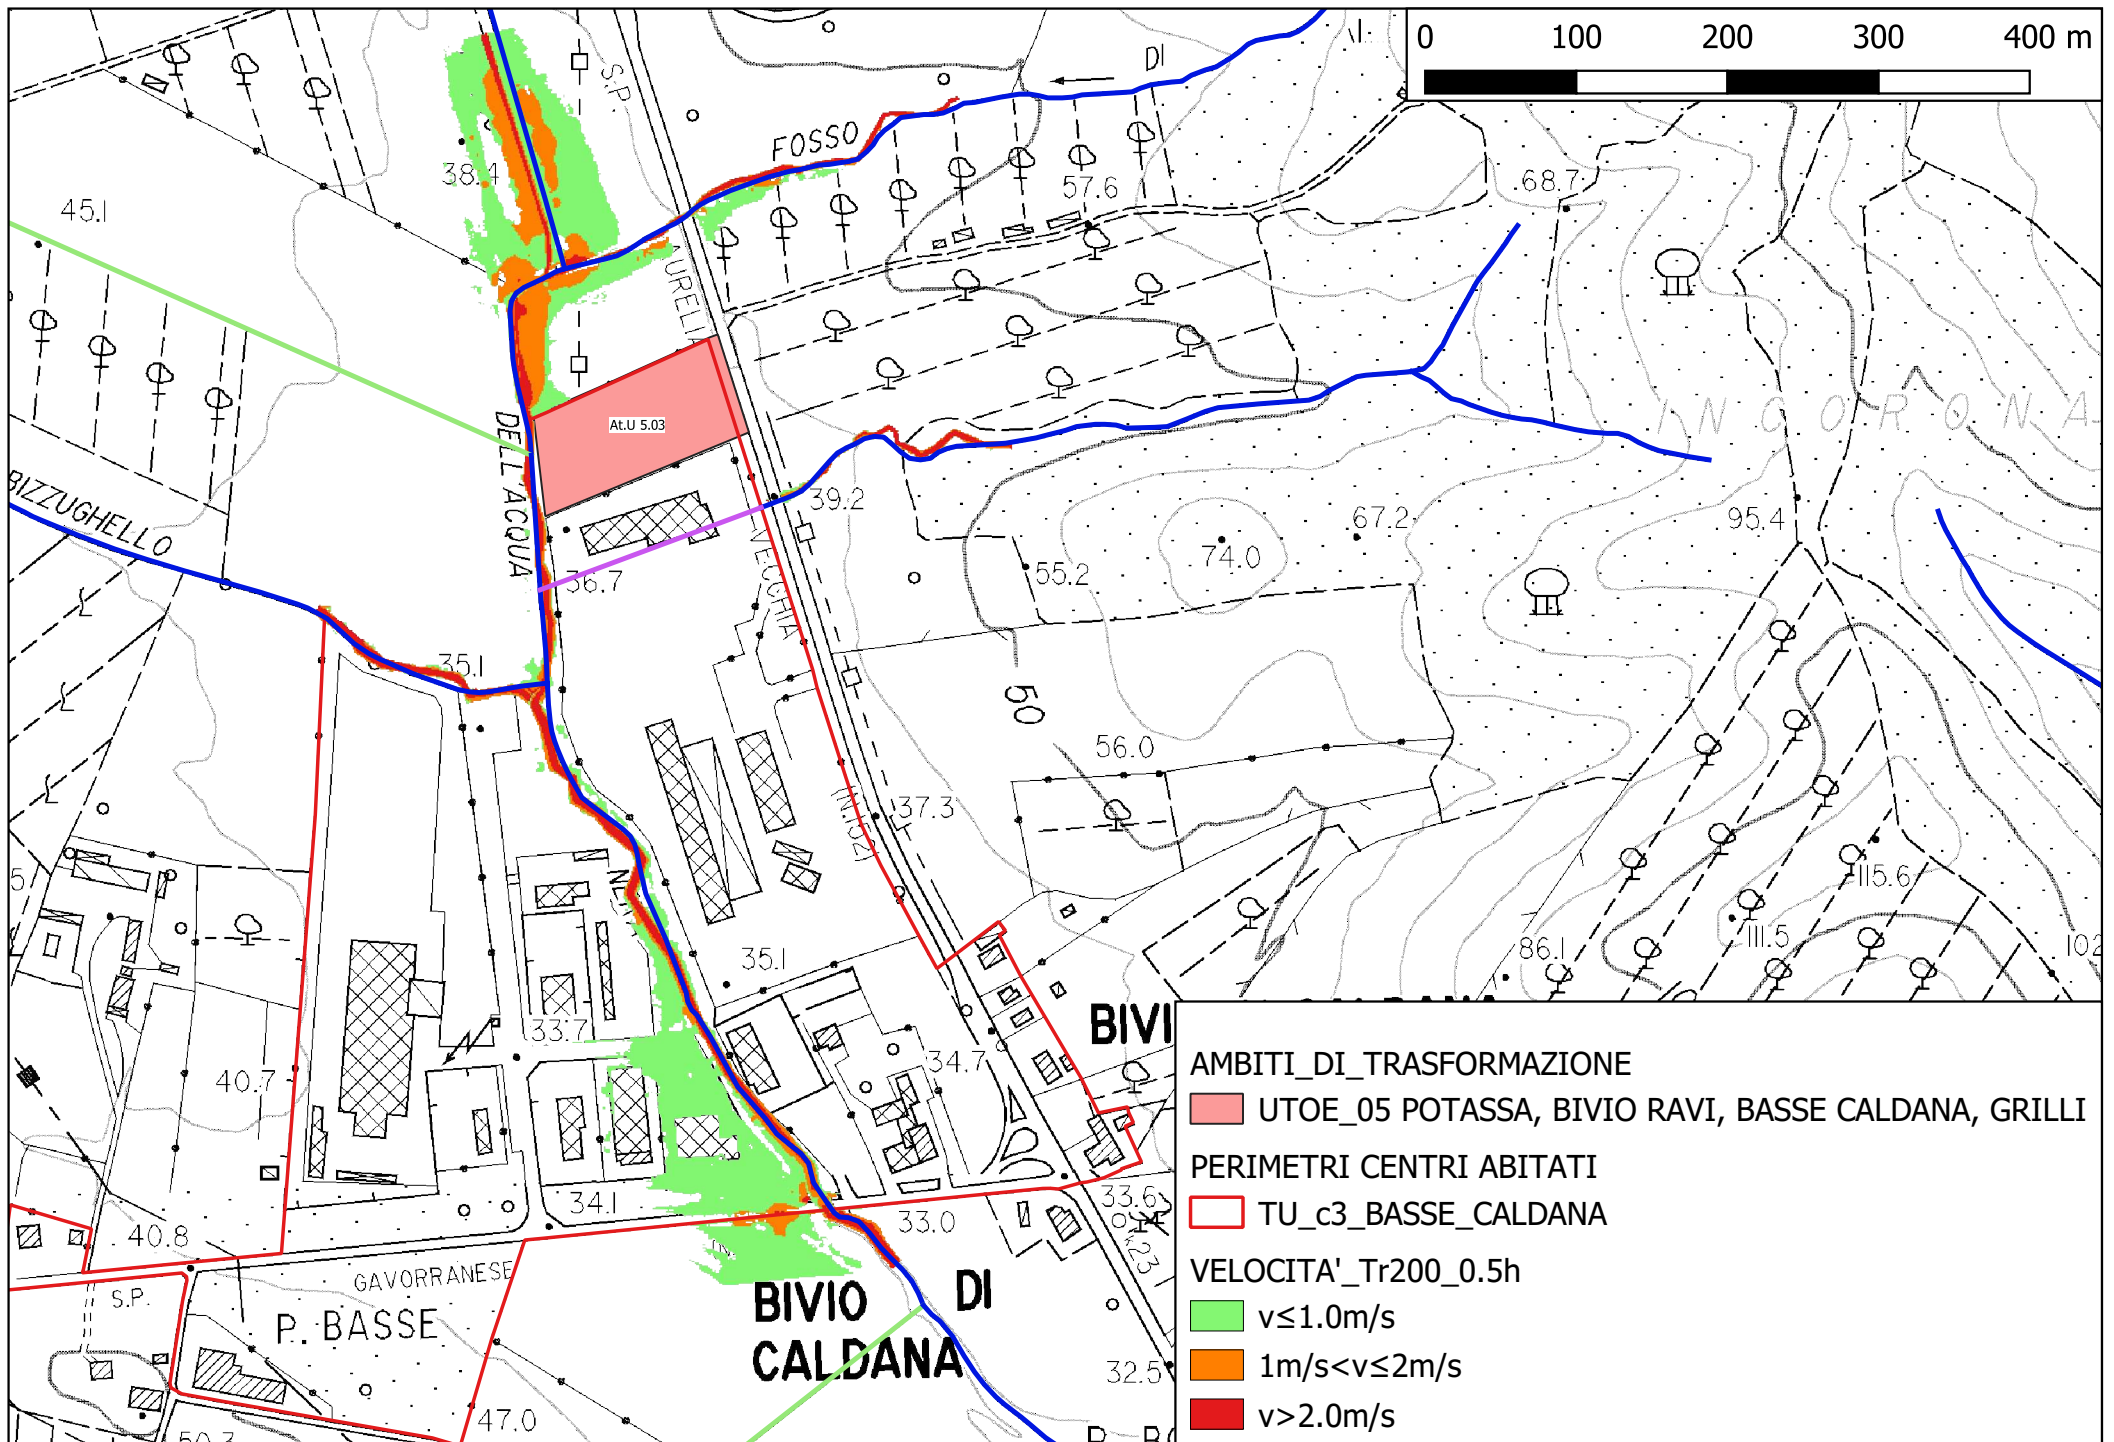 0 100 200 300 400 m
DI
S.P.
FOSSO
38.4
57.6
68.7
45.1
AURELIA
At.U 5.03
INCORONA
DELL'ACQUA
BIZZUGHELLO
39.2
67.2
95.4
74.0
VECCHIA
36.7
55.2
35.1
50
56.0
37.3
(N.152)
115.6
111.5
35.1
86.1
102
33.7
34.7
BIVI
40.7
34.1
33.0
33.6
40.8
GAVORRANESE
S.P.
P. BASSE
BIVIO DI
CALDANA
32.5
47.0
50.3
AMBITI_DI_TRASFORMAZIONE
UTOE_05 POTASSA, BIVIO RAVI, BASSE CALDANA, GRILLI
PERIMETRI CENTRI ABITATI
TU_c3_BASSE_CALDANA
VELOCITA'_Tr200_0.5h
v≤1.0m/s
1m/s<v≤2m/s
v>2.0m/s